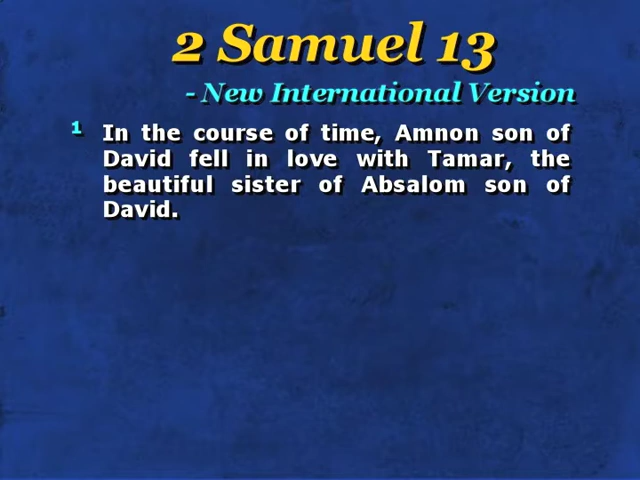 2 Samuel 13
- New International Version
1 In the course of time, Amnon son of
David fell in love with Tamar, the
beautiful sister of Absalom son of
David.